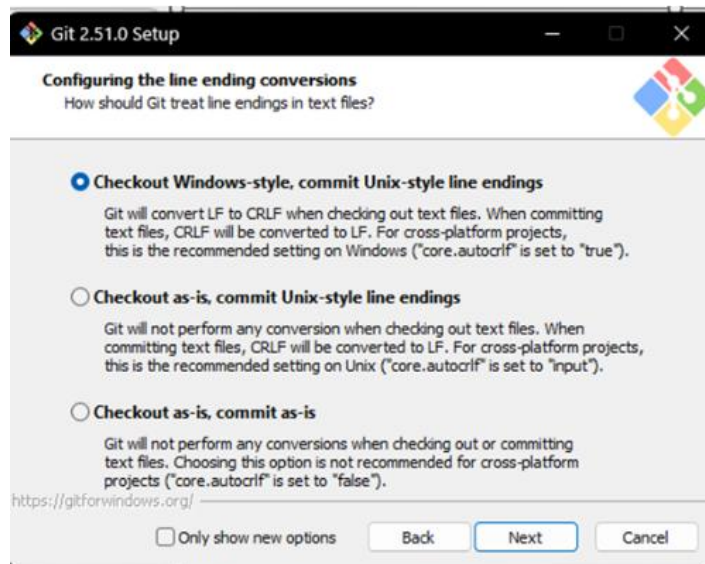 Git 2.51.0 Setup
Configuring the line ending conversions
How should Git treat line endings in text files?
Checkout Windows-style, commit Unix-style line endings
Git will convert LF to CRLF when checking out text files. When committing
text files, CRLF will be converted to LF. For cross-platform projects,
this is the recommended setting on Windows ("core.autocrlf" is set to "true").
Checkout as-is, commit Unix-style line endings
Git will not perform any conversion when checking out text files. When
committing text files, CRLF will be converted to LF. For cross-platform projects,
this is the recommended setting on Unix ("core.autocrlf" is set to "input").
Checkout as-is, commit as-is
Git will not perform any conversions when checking out or committing
text files. Choosing this option is not recommended for cross-platform
projects ("core.autocrlf" is set to "false").
https://gitforwindows.org/
Only show new options Back Next Cancel